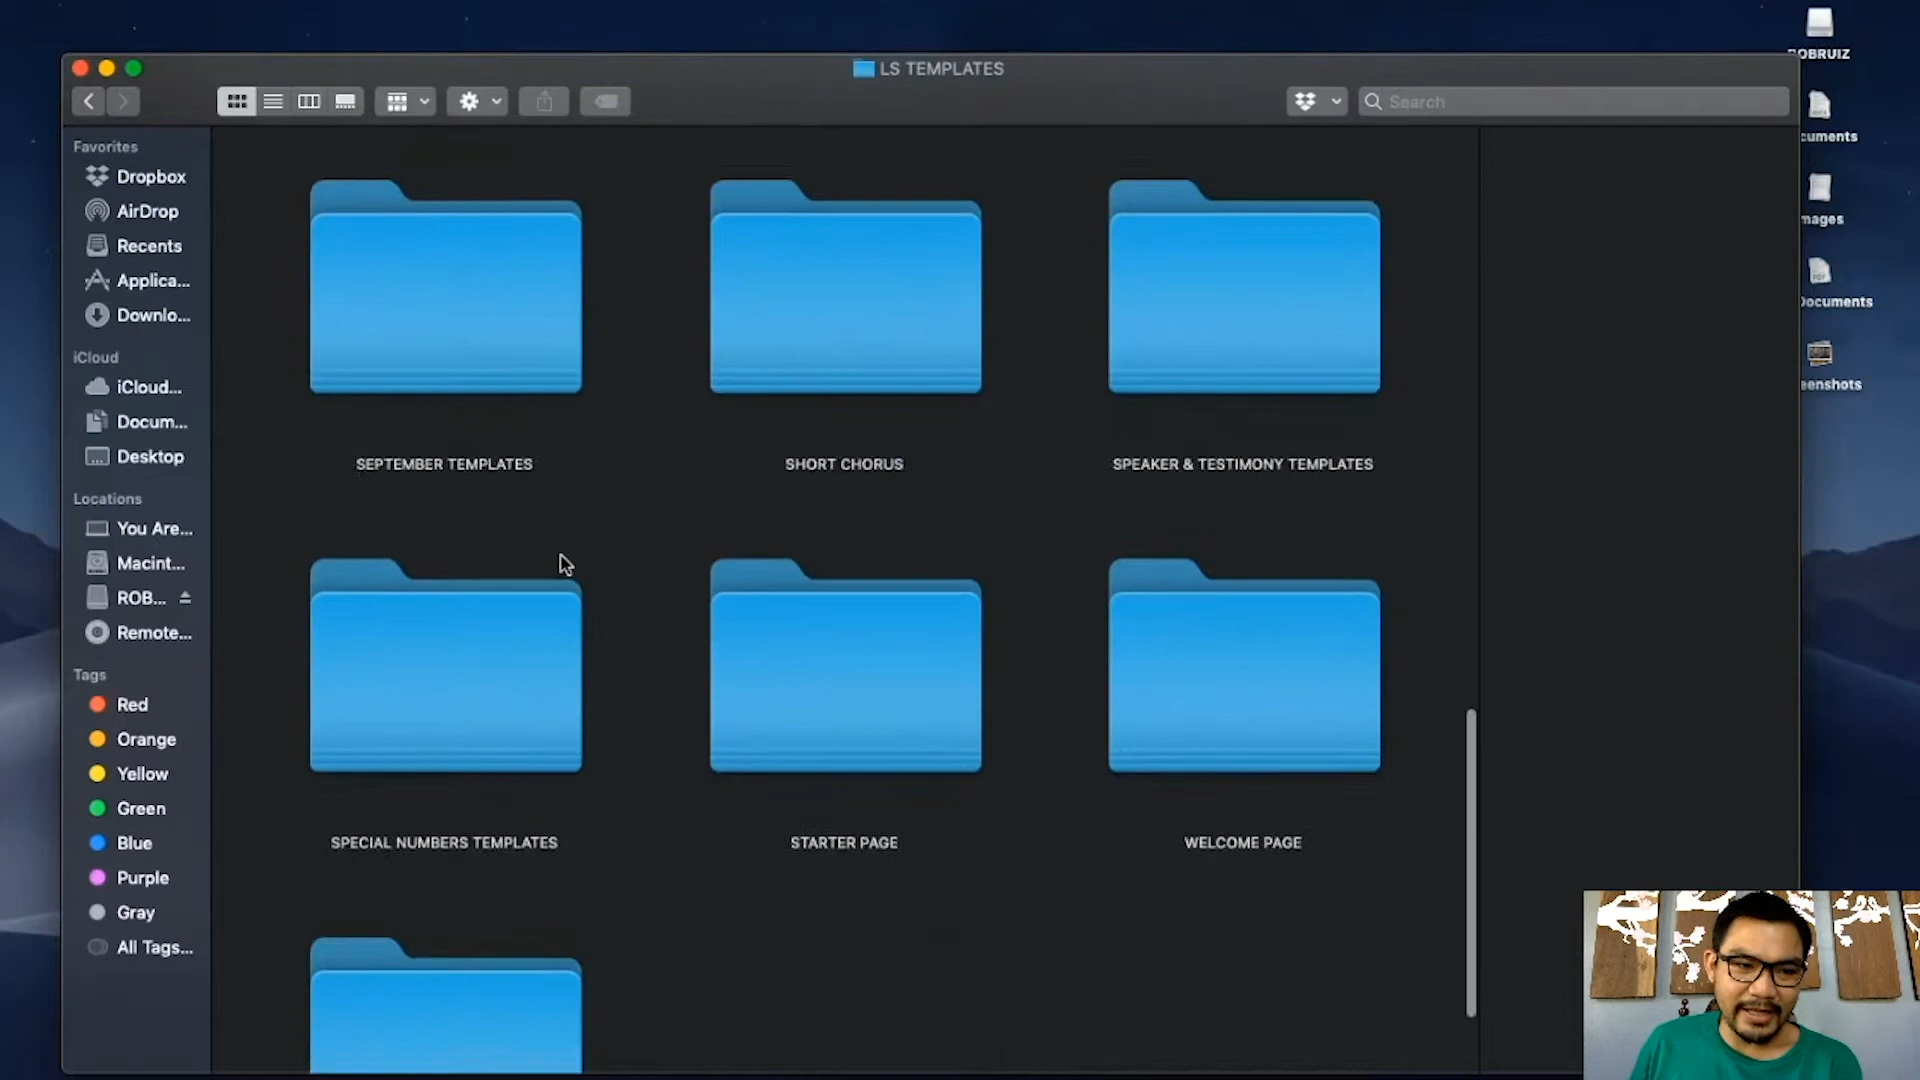 LS TEMPLATES
Search
Favorites
Dropbox
AirDrop
Recents
Applica...
Downlo...
iCloud
iCloud...
Docum...
Desktop
Locations
You Are...
Macint...
ROB...
Remote...
Tags
Red
Orange
Yellow
Green
Blue
Purple
Gray
All Tags...
SEPTEMBER TEMPLATES
SHORT CHORUS
SPEAKER & TESTIMONY TEMPLATES
SPECIAL NUMBERS TEMPLATES
STARTER PAGE
WELCOME PAGE
OBRUIZ
cuments
mages
Documents
eenshots